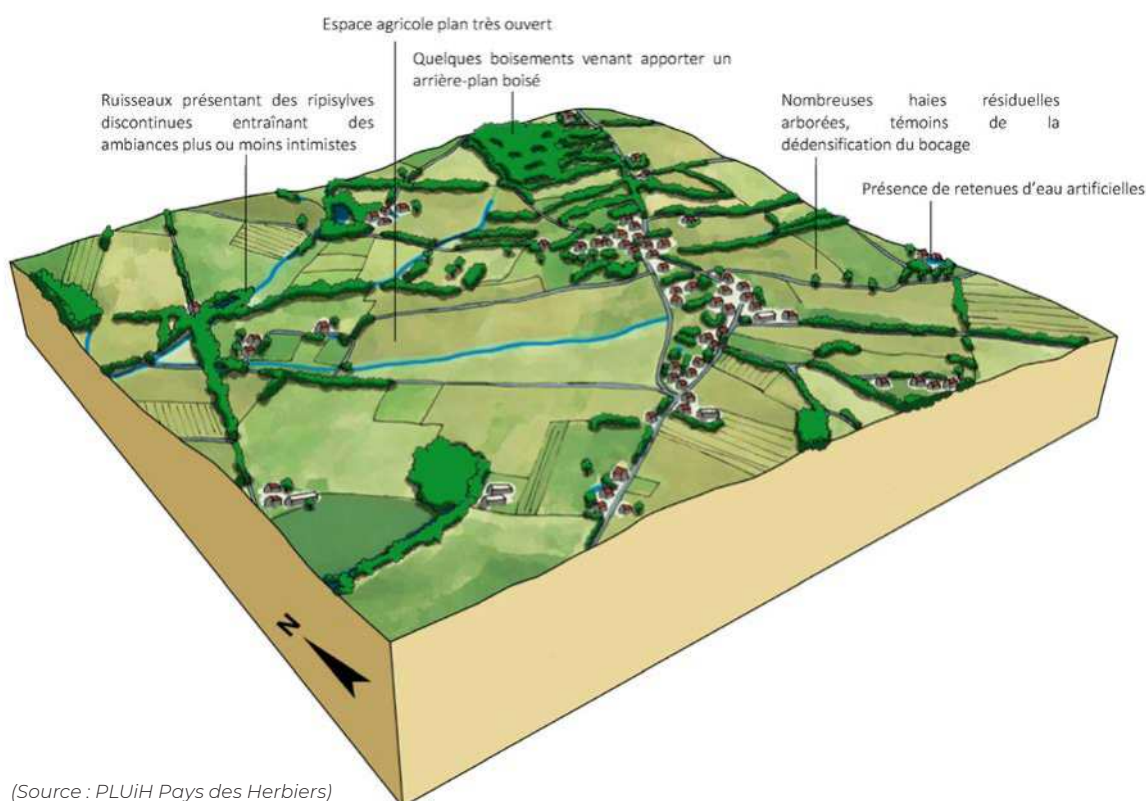 Espace agricole plan très ouvert
Quelques boisements venant apporter un
arrière-plan boisé
Ruisseaux présentant des ripisylves
discontinues entraînant des
ambiances plus ou moins intimistes
Nombreuses haies résiduelles
arborées, témoins de la
dédensification du bocage
Présence de retenues d'eau artificielles
N
(Source : PLUiH Pays des Herbiers)